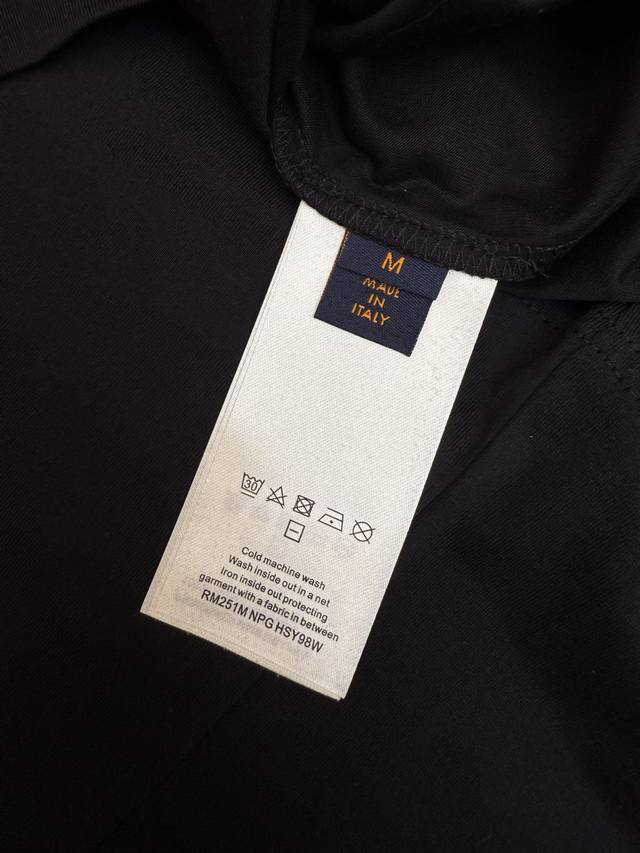 M
MADE
IN
ITALY
30
Cold machine wash
Wash inside out in a net
Iron inside out protecting
garment with a fabric in between
RM251M NPG HSY98W